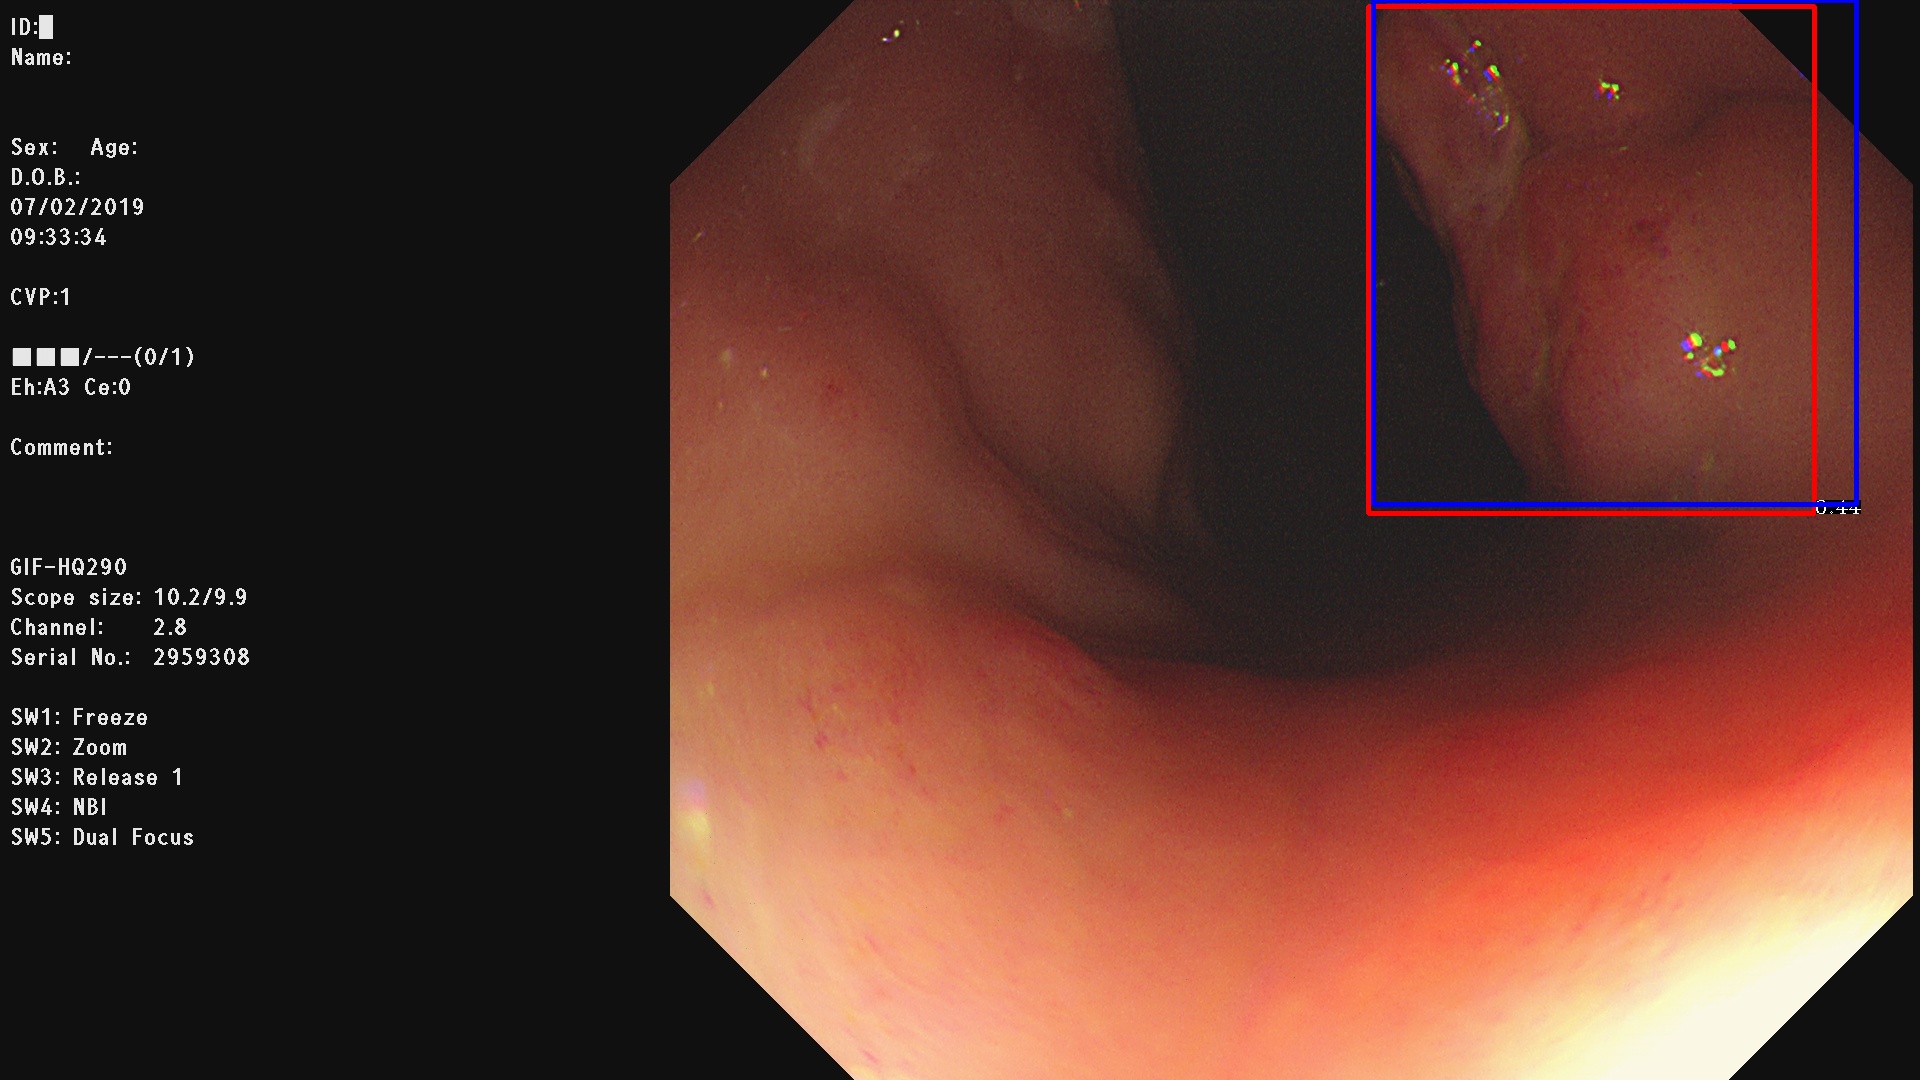 ID:
Name:
Sex: Age:
D.O.B.:
07/02/2019
09:33:34
CVP:1
■■■/---(0/1)
Eh:A3 Ce:0
Comment:
GIF-HQ290
Scope size: 10.2/9.9
Channel: 2.8
Serial No.: 2959308
SW1: Freeze
SW2: Zoom
SW3: Release 1
SW4: NBI
SW5: Dual Focus
0.44